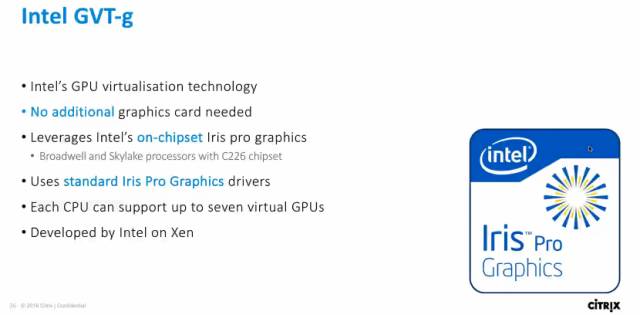 Intel GVT-g
• Intel's GPU virtualisation technology
• No additional graphics card needed
• Leverages Intel's on-chipset Iris pro graphics
• Broadwell and Skylake processors with C226 chipset
• Uses standard Iris Pro Graphics drivers
• Each CPU can support up to seven virtual GPUs
• Developed by Intel on Xen
intel
Iris™ Pro
Graphics
26 © 2016 Citrix | Confidential
CİTRIX